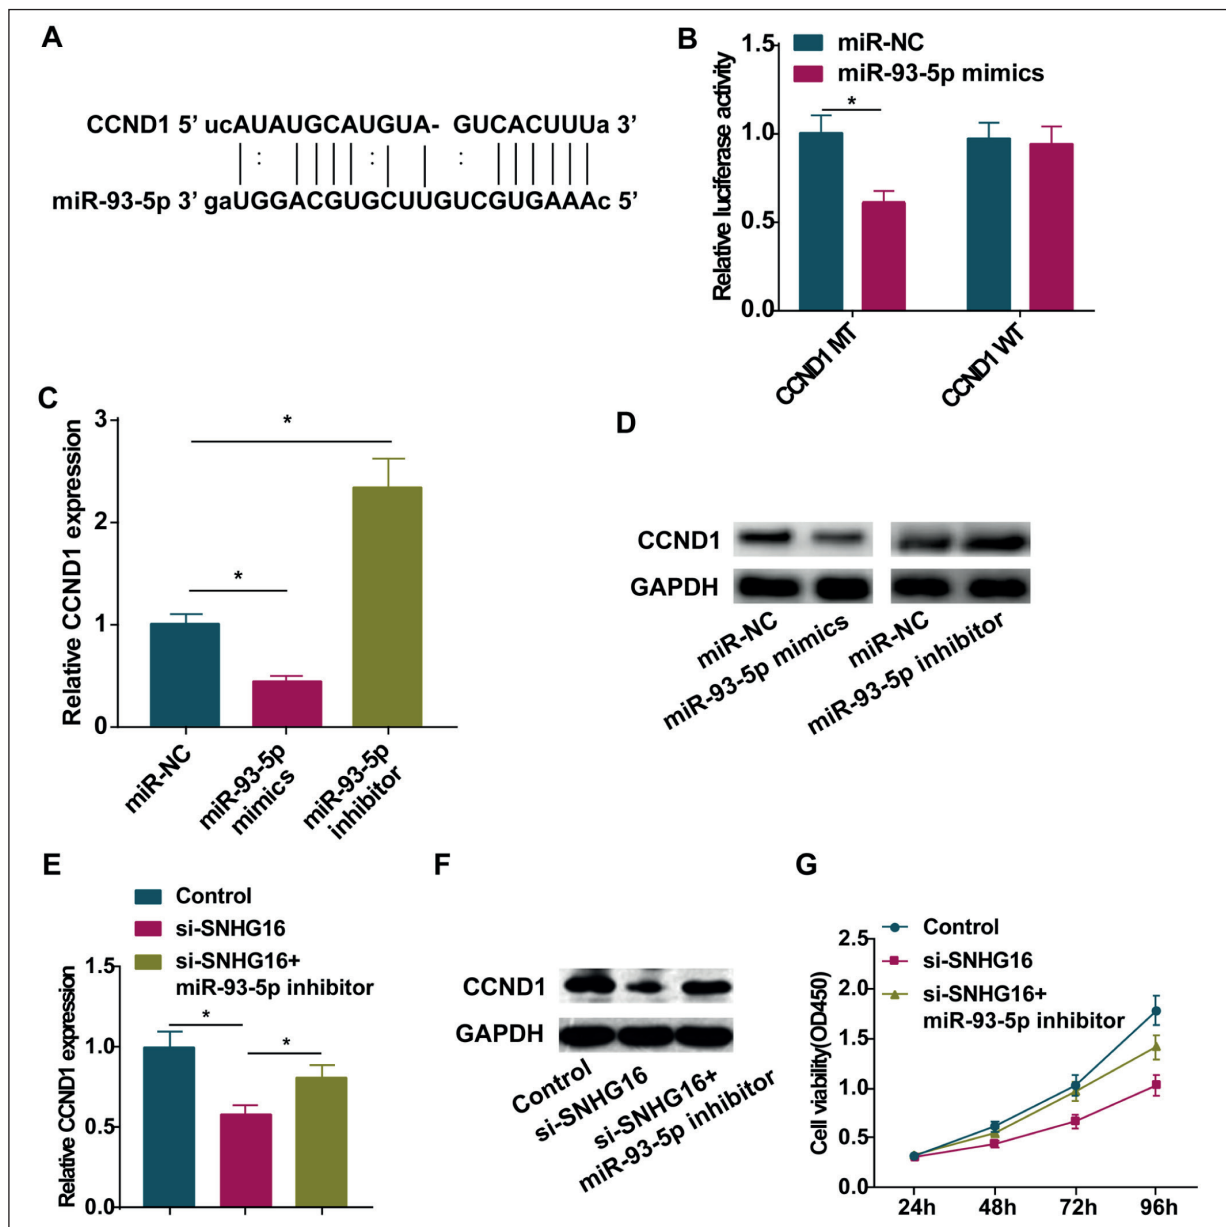 A
CCND1 5’ ucAUAUGCAUGUA- GUCACUUUa 3’
miR-93-5p 3’ gaUGGACGUGCUUGUCGUGAAAc 5’
B
miR-NC
miR-93-5p mimics
Relative luciferase activity
1.5
1.0
0.5
0.0
*
CCND1 MT
CCND1 WT
C
Relative CCND1 expression
3
2
1
0
*
*
miR-NC
miR-93-5p
mimics
miR-93-5p
inhibitor
D
CCND1
GAPDH
miR-NC
miR-93-5p mimics
miR-NC
miR-93-5p inhibitor
E
Control
si-SNHG16
si-SNHG16+
miR-93-5p inhibitor
Relative CCND1 expression
1.5
1.0
0.5
0.0
*
*
F
CCND1
GAPDH
Control
si-SNHG16
si-SNHG16+
miR-93-5p inhibitor
G
Control
si-SNHG16
si-SNHG16+
miR-93-5p inhibitor
Cell viability(OD450)
2.5
2.0
1.5
1.0
0.5
0.0
24h 48h 72h 96h